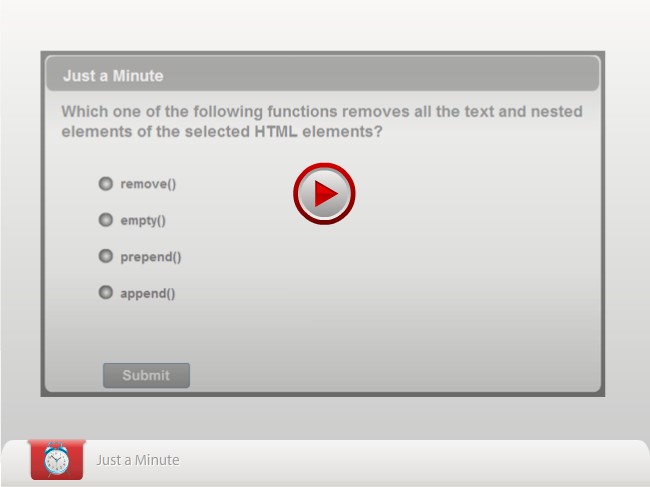 Just a Minute
Which one of the following functions removes all the text and nested
elements of the selected HTML elements?
remove()
empty()
prepend()
append()
Submit
Just a Minute